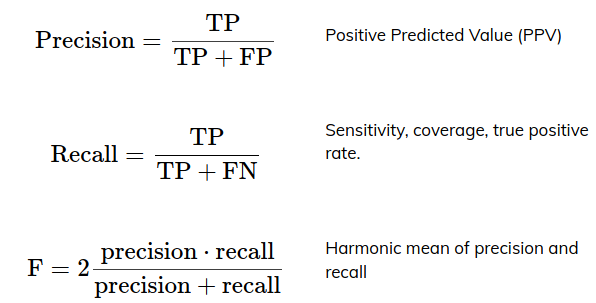 Precision = TP / TP + FP
Positive Predicted Value (PPV)
Recall = TP / TP + FN
Sensitivity, coverage, true positive
rate.
F = 2 precision · recall / precision + recall
Harmonic mean of precision and
recall